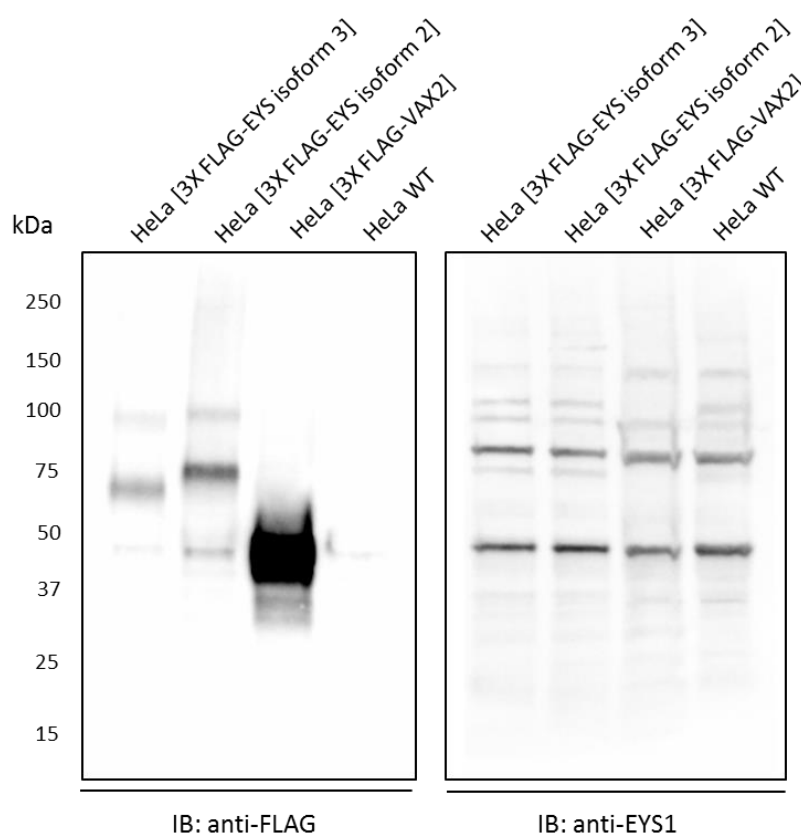 HeLa [3X FLAG-EYS isoform 3]
HeLa [3X FLAG-EYS isoform 2]
HeLa [3X FLAG-VAX2]
HeLa WT
HeLa [3X FLAG-EYS isoform 3]
HeLa [3X FLAG-EYS isoform 2]
HeLa [3X FLAG-VAX2]
HeLa WT
kDa
250
150
100
75
50
37
25
15
IB: anti-FLAG
IB: anti-EYS1